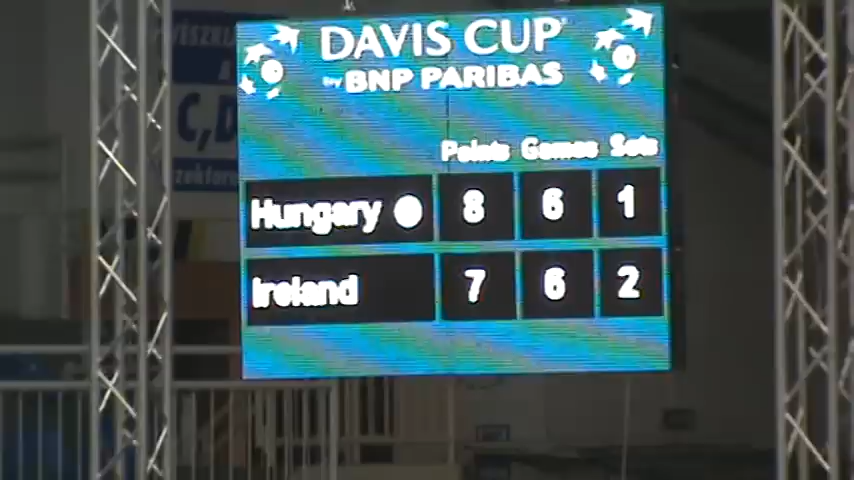 DAVIS CUP
by BNP PARIBAS
Points Games Sets
Hungary 8 6 1
Ireland 7 6 2
C,D